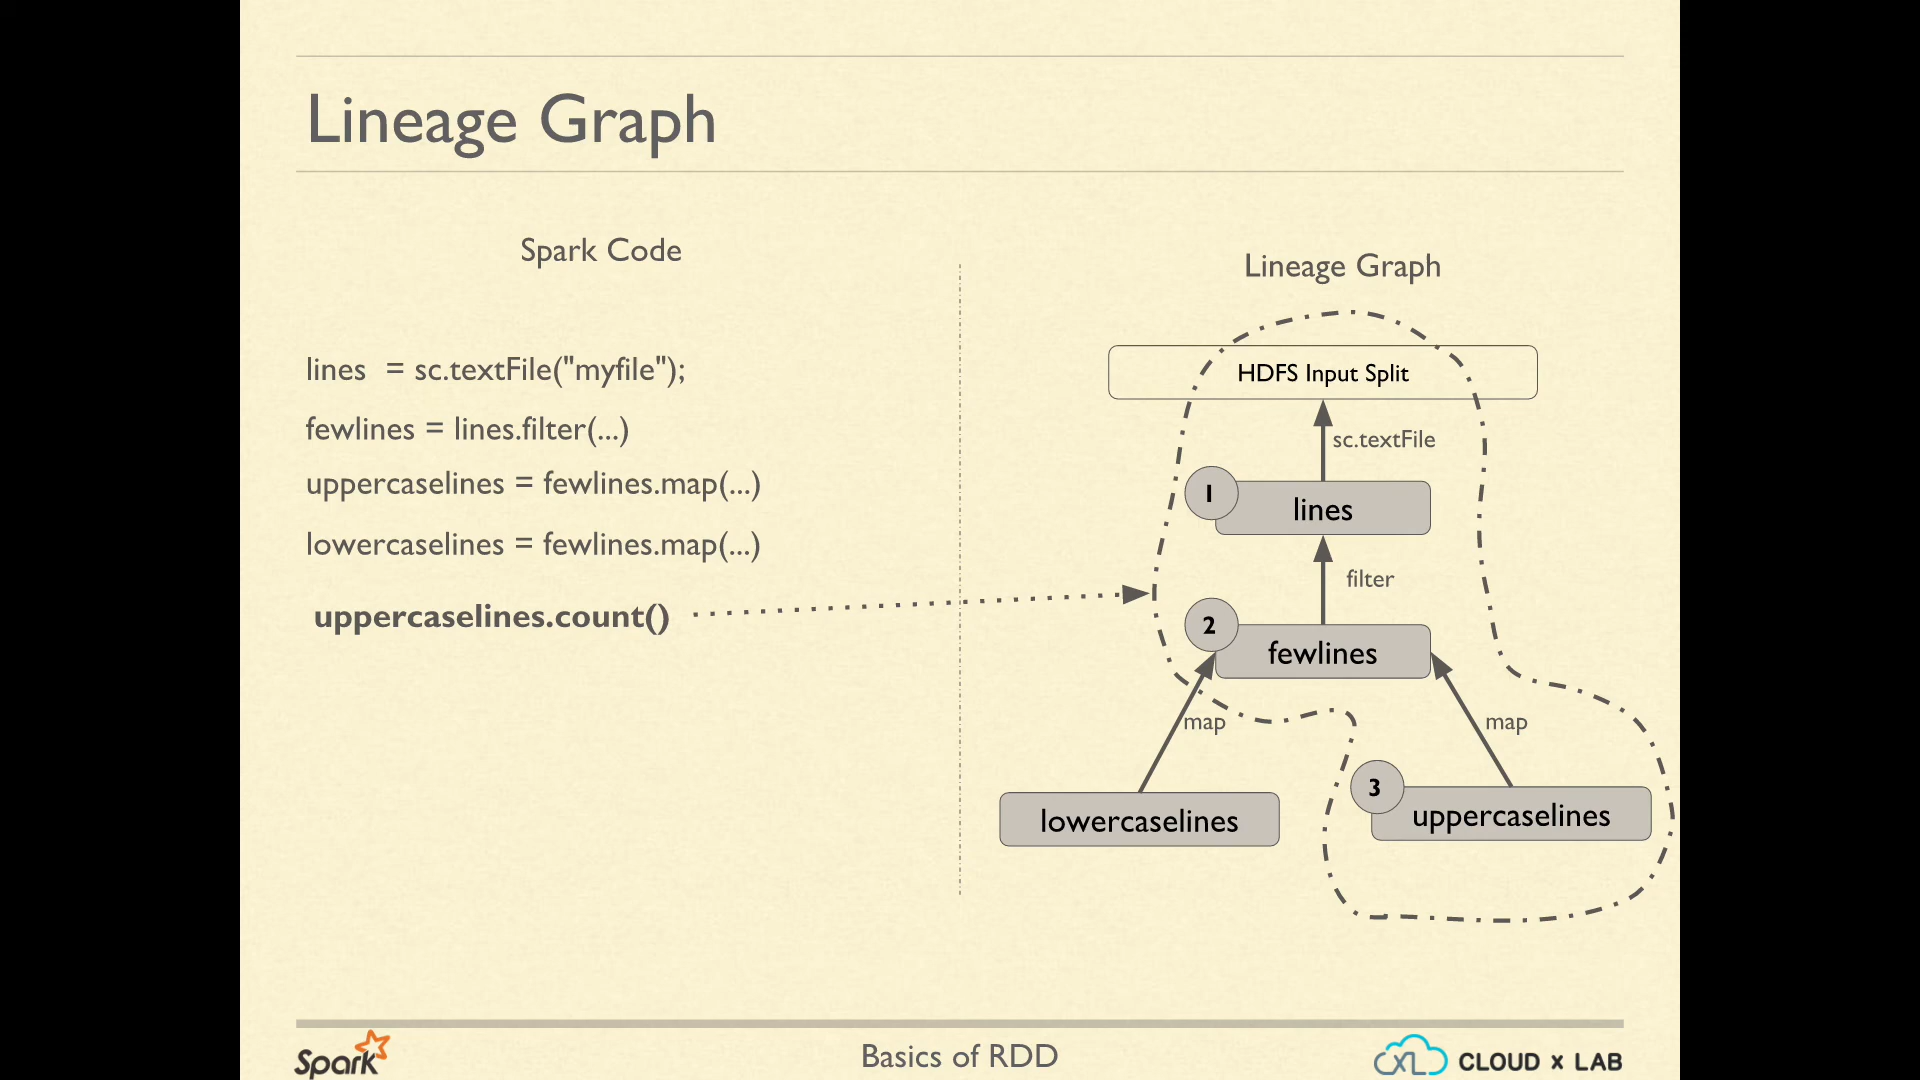 Lineage Graph
Spark Code
lines = sc.textFile("myfile");
fewlines = lines.filter(...)
uppercaselines = fewlines.map(...)
lowercaselines = fewlines.map(...)
uppercaselines.count()
Lineage Graph
HDFS Input Split
sc.textFile
1
lines
filter
2
fewlines
map
map
lowercaselines
3
uppercaselines
Spark
Basics of RDD
CXL CLOUD x LAB